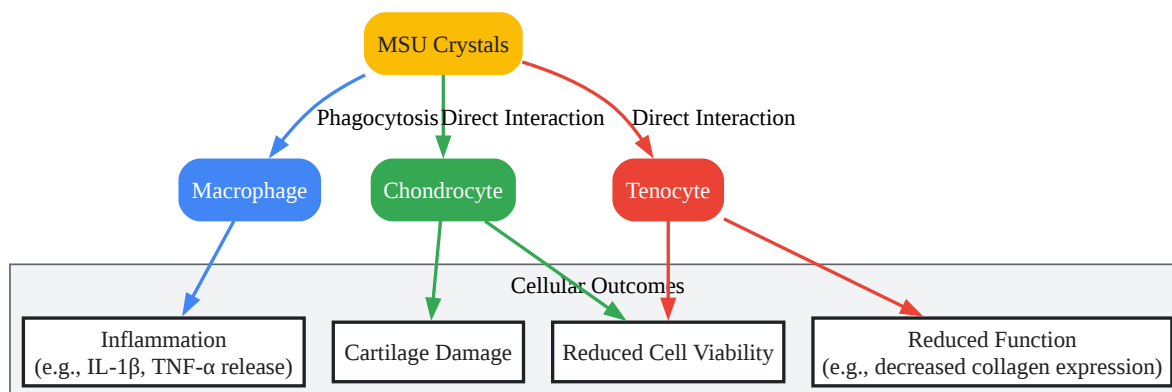 MSU Crystals
Phagocytosis
Direct Interaction
Direct Interaction
Macrophage
Chondrocyte
Tenocyte
Cellular Outcomes
Inflammation
(e.g., IL-1β, TNF-α release)
Cartilage Damage
Reduced Cell Viability
Reduced Function
(e.g., decreased collagen expression)